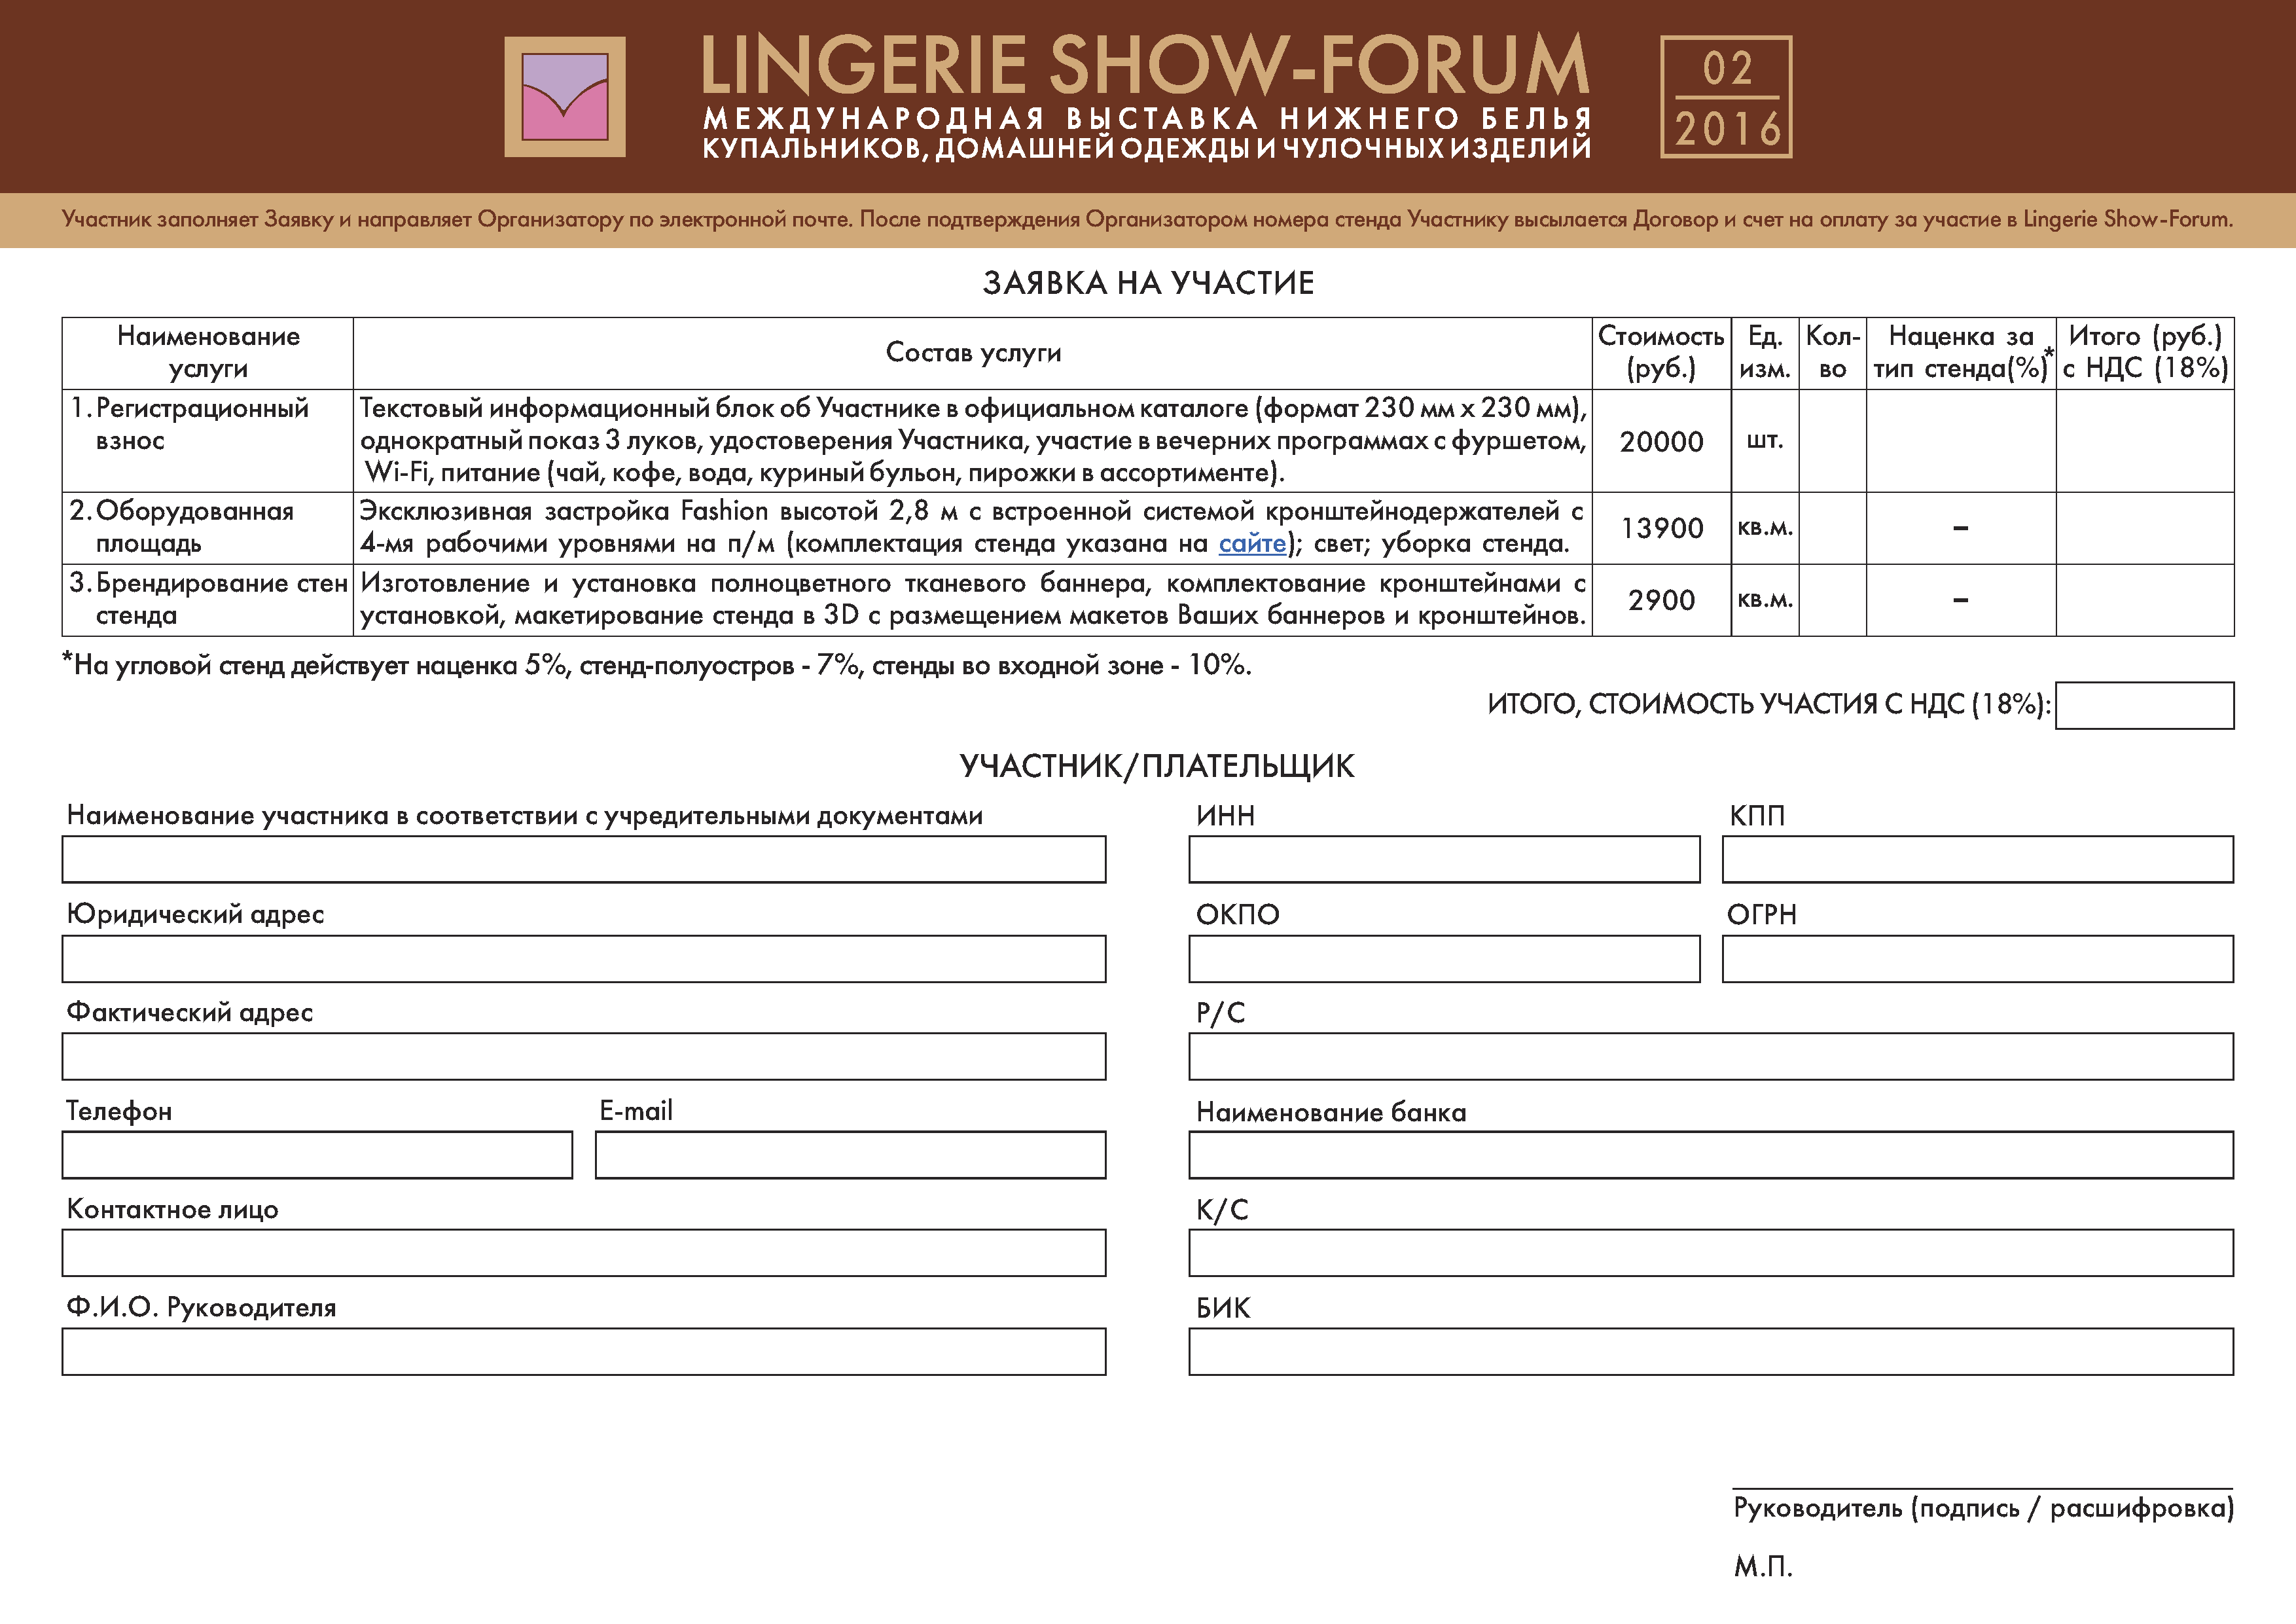 LINGERIE SHOW-FORUM
МЕЖДУНАРОДНАЯ ВЫСТАВКА НИЖНЕГО БЕЛЬЯ
КУПАЛЬНИКОВ, ДОМАШНЕЙ ОДЕЖДЫ И ЧУЛОЧНЫХ ИЗДЕЛИЙ
02
2016
Участник заполняет Заявку и направляет Организатору по электронной почте. После подтверждения Организатором номера стенда Участнику высылается Договор и счет на оплату за участие в Lingerie Show-Forum.
ЗАЯВКА НА УЧАСТИЕ
Наименование
услуги
Состав услуги
Стоимость
(руб.)
Ед.
изм.
Кол-
во
Наценка за
тип стенда(%)*
Итого (руб.)
с НДС (18%)
1. Регистрационный
взнос
Текстовый информационный блок об Участнике в официальном каталоге (формат 230 мм х 230 мм),
однократный показ 3 луков, удостоверения Участника, участие в вечерних программах с фуршетом,
Wi-Fi, питание (чай, кофе, вода, куриный бульон, пирожки в ассортименте).
20000
шт.
2. Оборудованная
площадь
Эксклюзивная застройка Fashion высотой 2,8 м с встроенной системой кронштейнодержателей с
4-мя рабочими уровнями на п/м (комплектация стенда указана на сайте); свет; уборка стенда.
13900
кв.м.
–
3. Брендирование стен
стенда
Изготовление и установка полноцветного тканевого баннера, комплектование кронштейнами с
установкой, макетирование стенда в 3D с размещением макетов Ваших баннеров и кронштейнов.
2900
кв.м.
–
*На угловой стенд действует наценка 5%, стенд-полуостров - 7%, стенды во входной зоне - 10%.
ИТОГО, СТОИМОСТЬ УЧАСТИЯ С НДС (18%):
УЧАСТНИК/ПЛАТЕЛЬЩИК
Наименование участника в соответствии с учредительными документами
ИНН
КПП
Юридический адрес
ОКПО
ОГРН
Фактический адрес
Р/С
Телефон
E-mail
Наименование банка
Контактное лицо
К/С
Ф.И.О. Руководителя
БИК
Руководитель (подпись / расшифровка)
М.П.